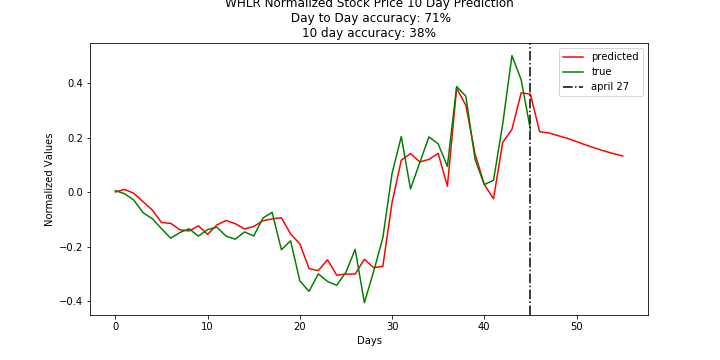 WHLR Normalized Stock Price 10 Day Prediction
Day to Day accuracy: 71%
10 day accuracy: 38%
predicted
true
april 27
Normalized Values
0.4
0.2
0.0
−0.2
−0.4
0 10 20 30 40 50
Days